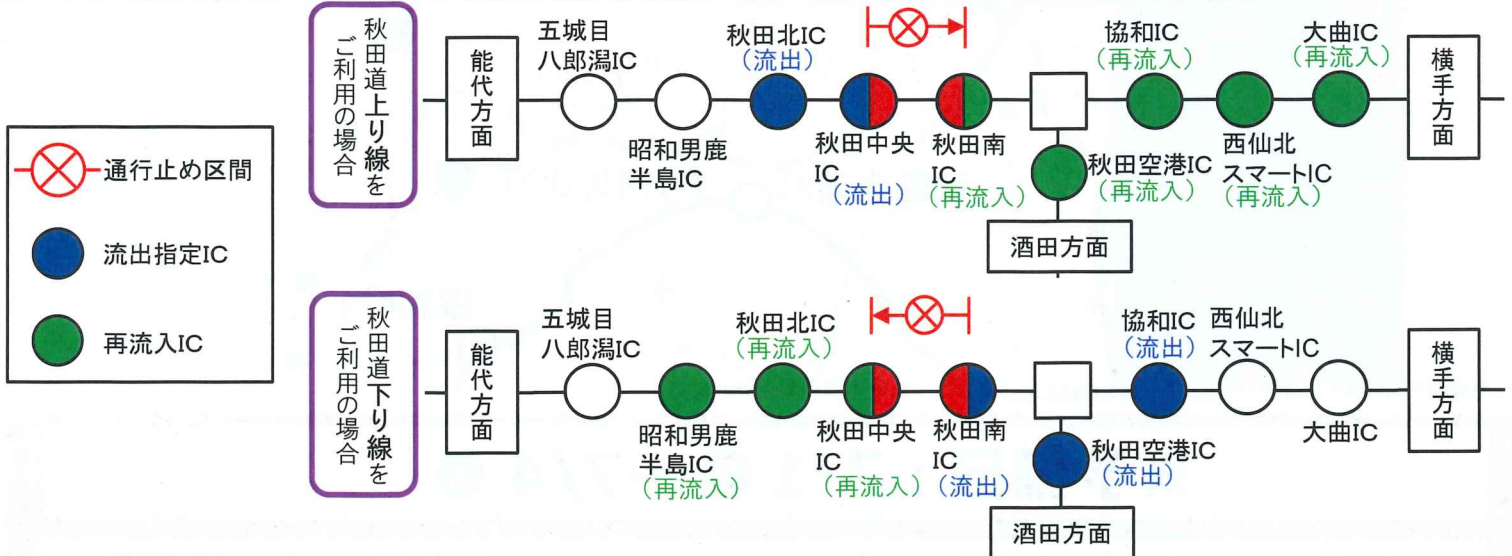 通行止め区間
流出指定IC
再流入IC
秋田道上り線を
ご利用の場合
能代方面
五城目
八郎潟IC
昭和男鹿
半島IC
秋田北IC
（流出）
秋田中央
IC
（流出）
秋田南
IC
（再流入）
秋田空港IC
（再流入）
酒田方面
協和IC
（再流入）
西仙北
スマートIC
（再流入）
大曲IC
（再流入）
横手方面
秋田道下り線を
ご利用の場合
能代方面
五城目
八郎潟IC
昭和男鹿
半島IC
（再流入）
秋田北IC
（再流入）
秋田中央
IC
（再流入）
秋田南
IC
（流出）
秋田空港IC
（流出）
酒田方面
協和IC
（流出）
西仙北
スマートIC
大曲IC
横手方面